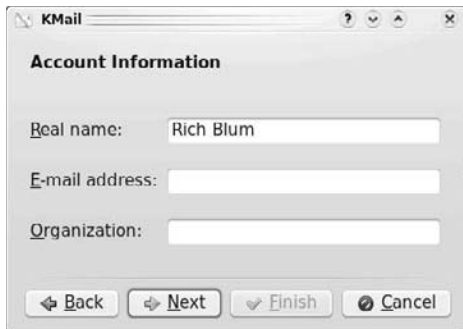 KMail
Account Information
Real name: Rich Blum
E-mail address:
Organization:
Back Next Finish Cancel